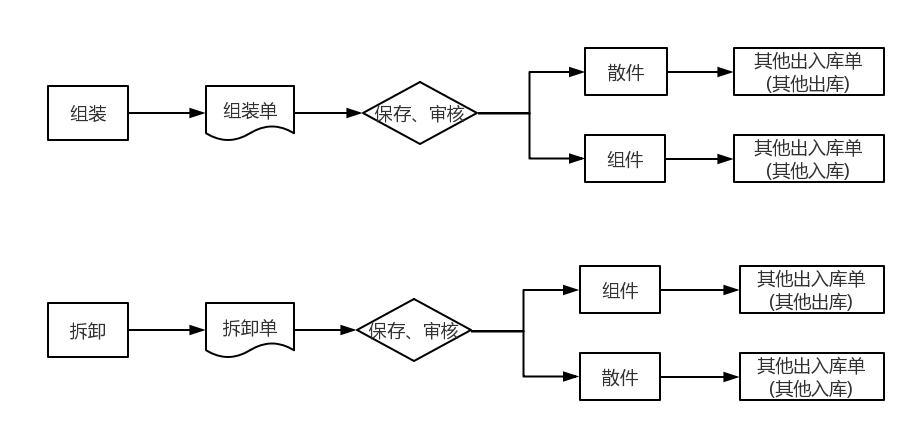 组装
组装单
保存、审核
散件
其他出入库单
(其他出库)
组件
其他出入库单
(其他入库)
拆卸
拆卸单
保存、审核
组件
其他出入库单
(其他出库)
散件
其他出入库单
(其他入库)